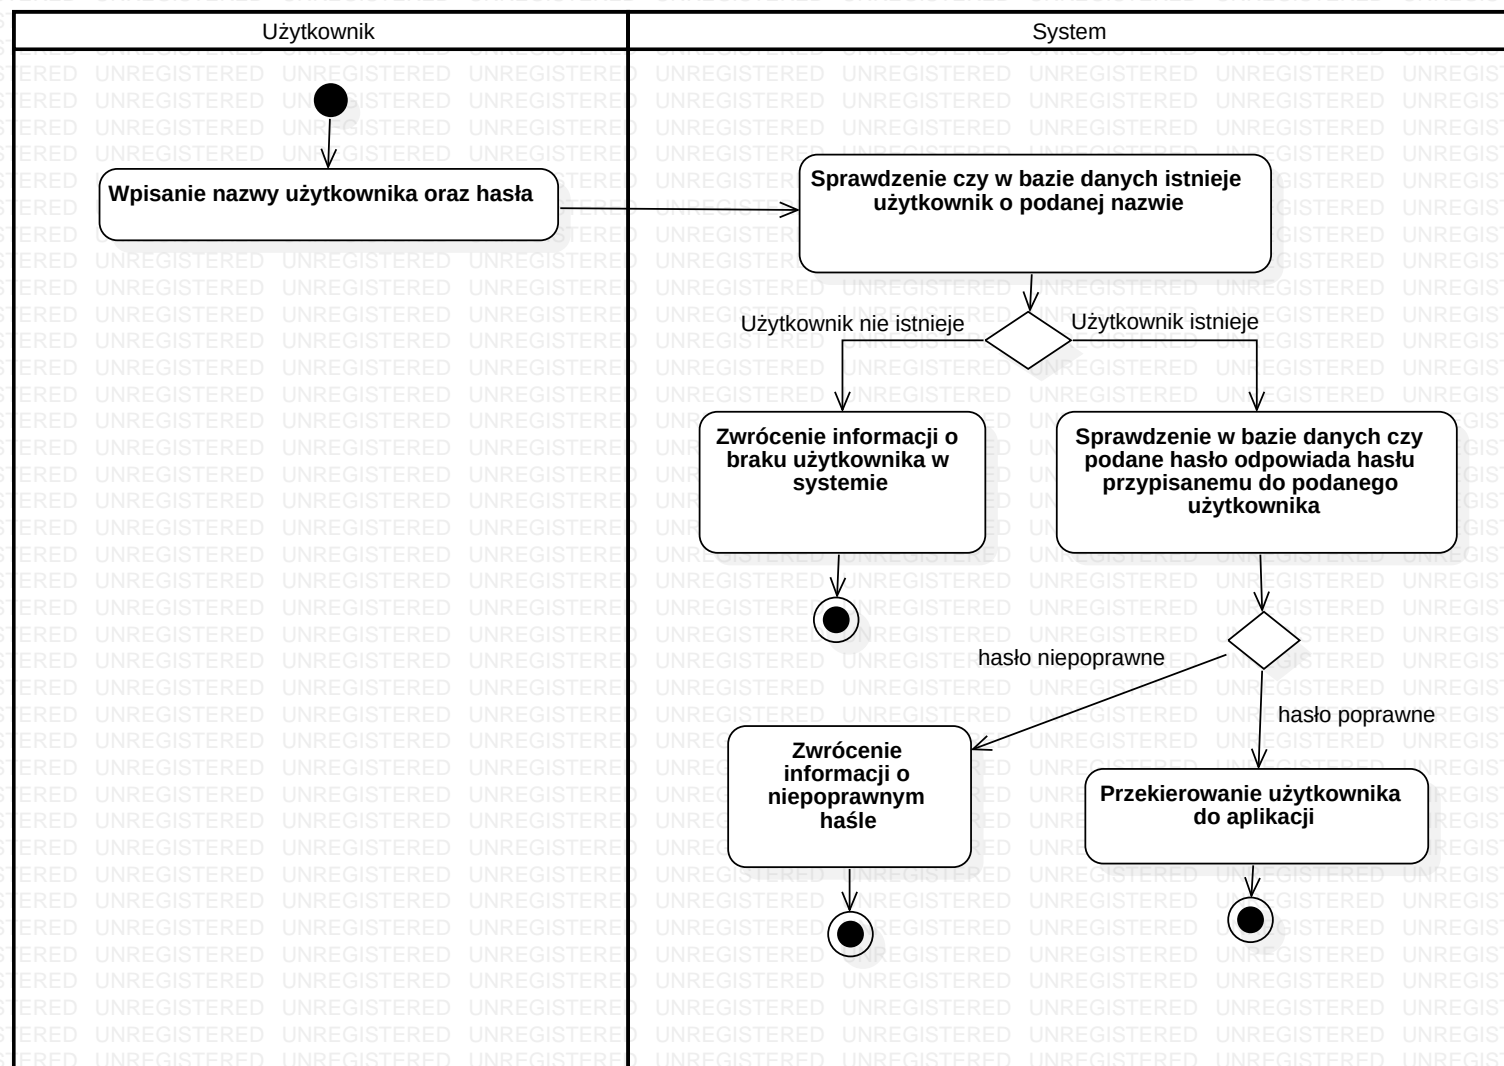 Użytkownik
System
Wpisanie nazwy użytkownika oraz hasła
Sprawdzenie czy w bazie danych istnieje
użytkownik o podanej nazwie
Użytkownik nie istnieje
Użytkownik istnieje
Zwrócenie informacji o
braku użytkownika w
systemie
Sprawdzenie w bazie danych czy
podane hasło odpowiada hasłu
przypisanemu do podanego
użytkownika
hasło niepoprawne
hasło poprawne
Zwrócenie
informacji o
niepoprawnym
haśle
Przekierowanie użytkownika
do aplikacji
UNREGISTERED